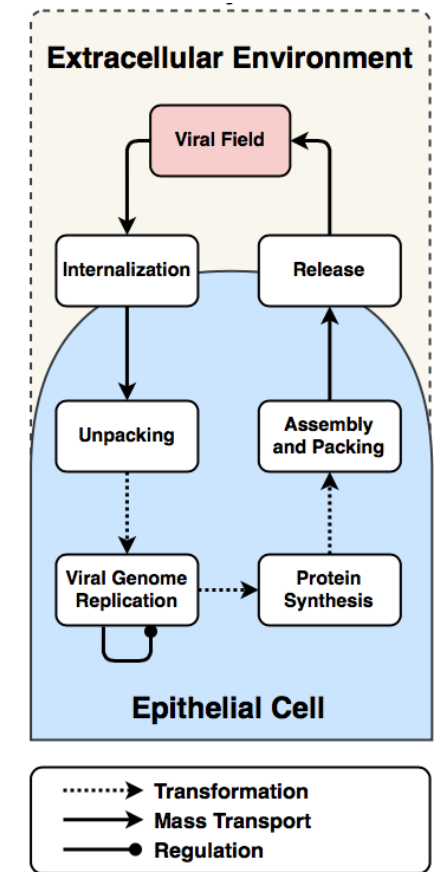 Extracellular Environment
Viral Field
Internalization
Release
Unpacking
Assembly
and Packing
Viral Genome
Replication
Protein
Synthesis
Epithelial Cell
Transformation
Mass Transport
Regulation